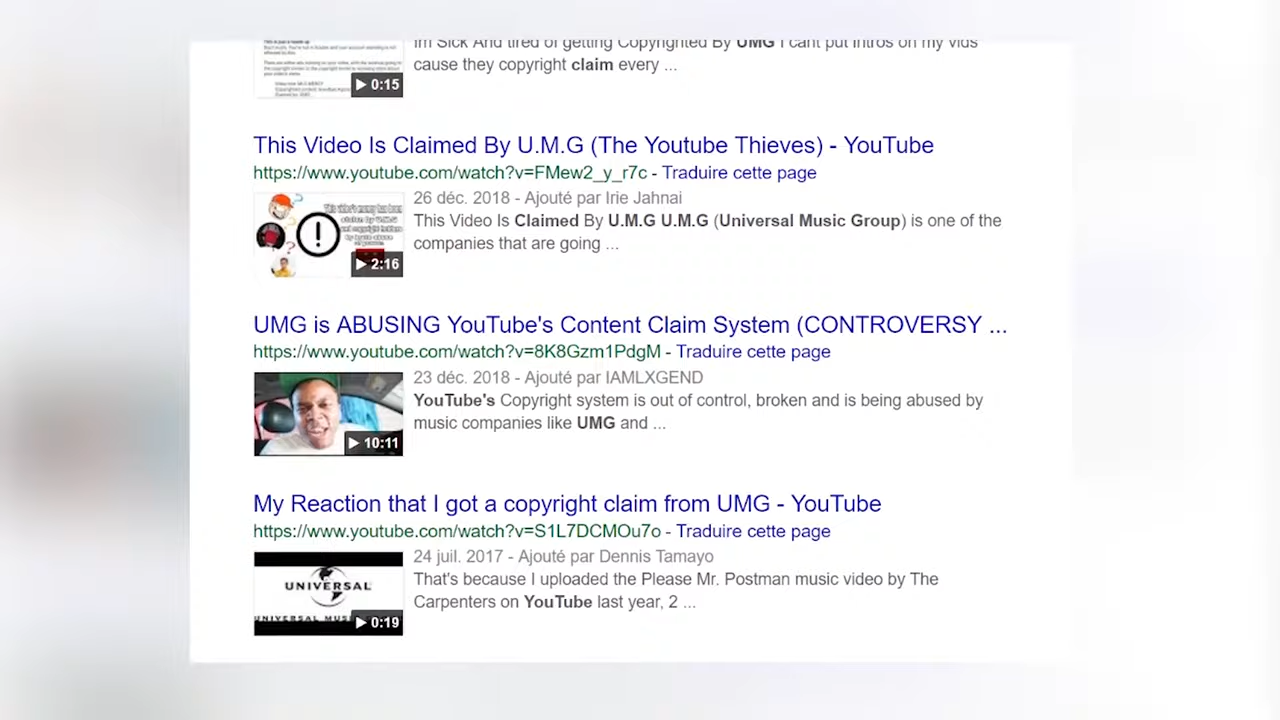 Im Sick And tired of getting Copyrighted By UMG I cant put intros on my vids
cause they copyright claim every ...
0:15
This Video Is Claimed By U.M.G (The Youtube Thieves) - YouTube
https://www.youtube.com/watch?v=FMew2_y_r7c - Traduire cette page
26 déc. 2018 - Ajouté par Irie Jahnai
This Video Is Claimed By U.M.G U.M.G (Universal Music Group) is one of the
companies that are going ...
2:16
UMG is ABUSING YouTube's Content Claim System (CONTROVERSY ...
https://www.youtube.com/watch?v=8K8Gzm1PdgM - Traduire cette page
23 déc. 2018 - Ajouté par IAMLXGEND
YouTube's Copyright system is out of control, broken and is being abused by
music companies like UMG and ...
10:11
My Reaction that I got a copyright claim from UMG - YouTube
https://www.youtube.com/watch?v=S1L7DCMOu7o - Traduire cette page
24 juil. 2017 - Ajouté par Dennis Tamayo
That's because I uploaded the Please Mr. Postman music video by The
Carpenters on YouTube last year, 2 ...
UNIVERSAL
0:19